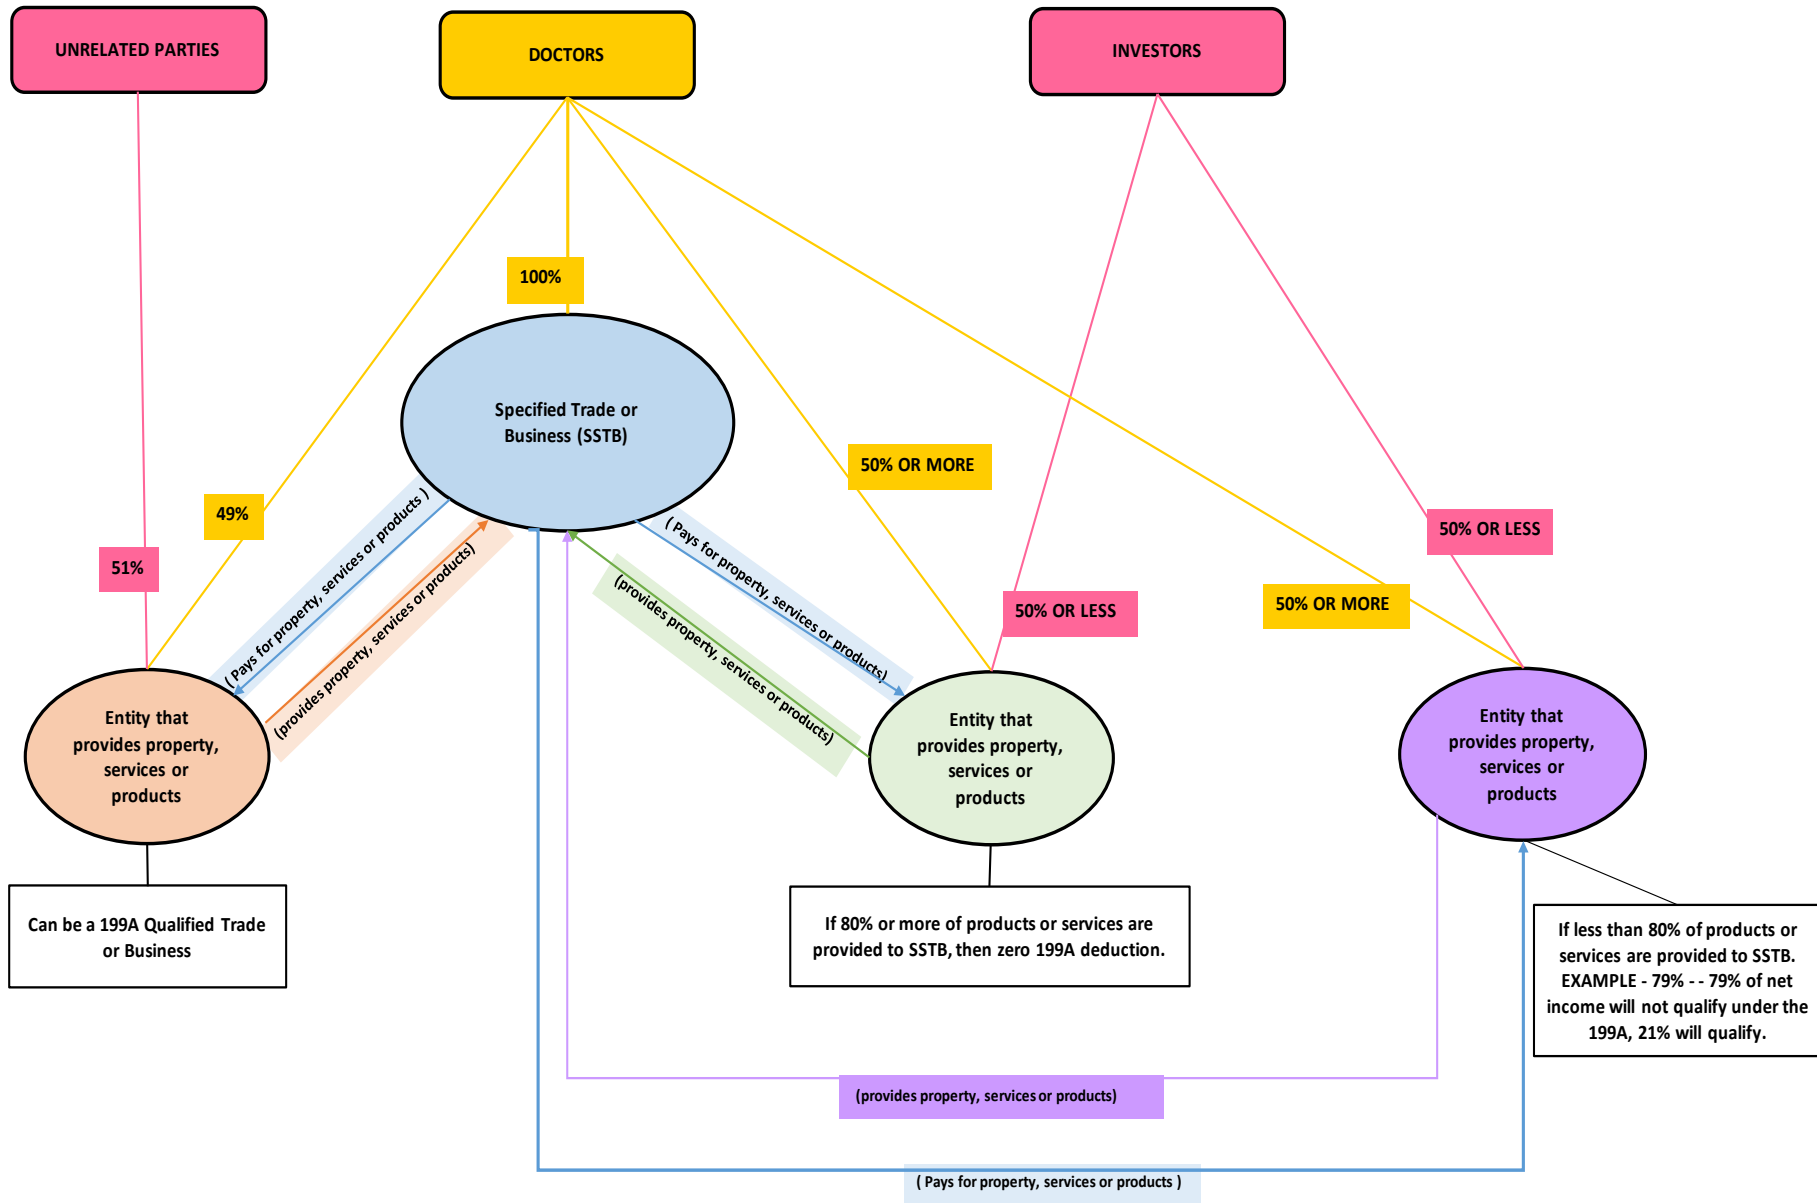 UNRELATED PARTIES
DOCTORS
INVESTORS
100%
Specified Trade or
Business (SSTB)
50% OR MORE
49%
50% OR LESS
51%
50% OR LESS
50% OR MORE
( Pays for property, services or products )
(provides property, services or products)
( Pays for property, services or products)
(provides property, services or products)
Entity that
provides property,
services or
products
Entity that
provides property,
services or
products
Entity that
provides property,
services or
products
Can be a 199A Qualified Trade
or Business
If 80% or more of products or services are
provided to SSTB, then zero 199A deduction.
If less than 80% of products or
services are provided to SSTB.
EXAMPLE - 79% - - 79% of net
income will not qualify under the
199A, 21% will qualify.
(provides property, services or products)
( Pays for property, services or products )